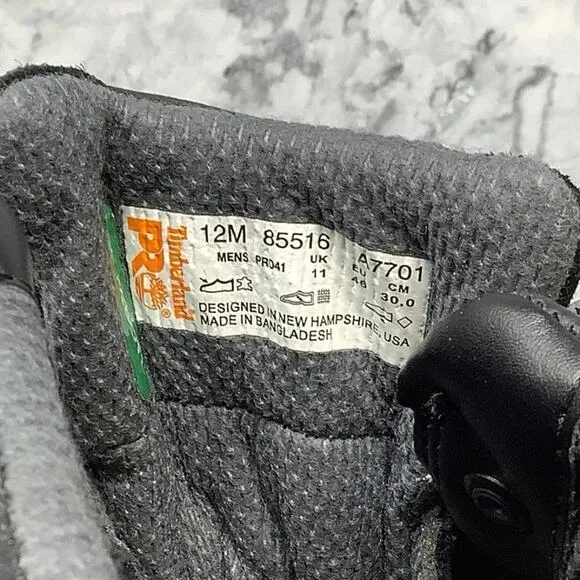 Timberland
PRO
12M 85516 A7701
MENS PRO41 UK EU CM
11 46 30.0
DESIGNED IN NEW HAMPSHIRE, USA
MADE IN BANGLADESH